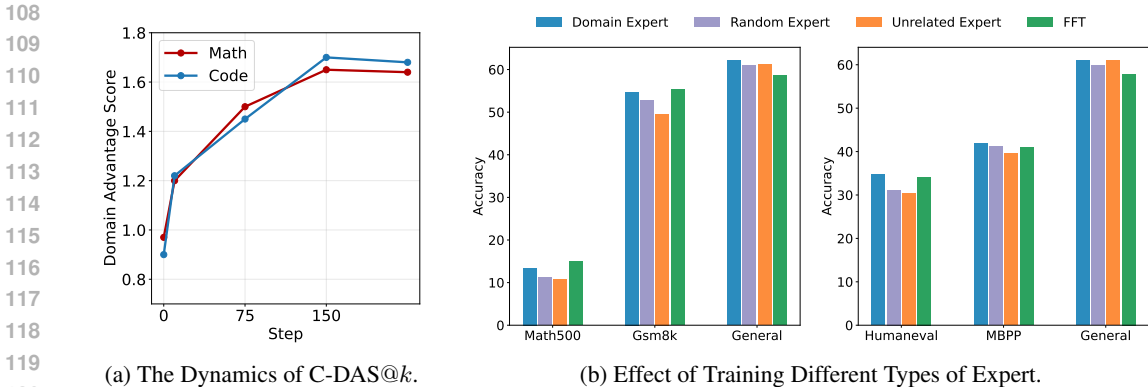 108
109
110
111
112
113
114
115
116
117
118
119
1.8
1.6
1.4
1.2
1.0
0.8
Domain Advantage Score
Math
Code
0 75 150
Step
(a) The Dynamics of C-DAS@k.
Domain Expert Random Expert Unrelated Expert FFT
60
50
40
30
20
10
0
Accuracy
Math500 Gsm8k General
60
50
40
30
20
10
0
Accuracy
Humaneval MBPP General
(b) Effect of Training Different Types of Expert.